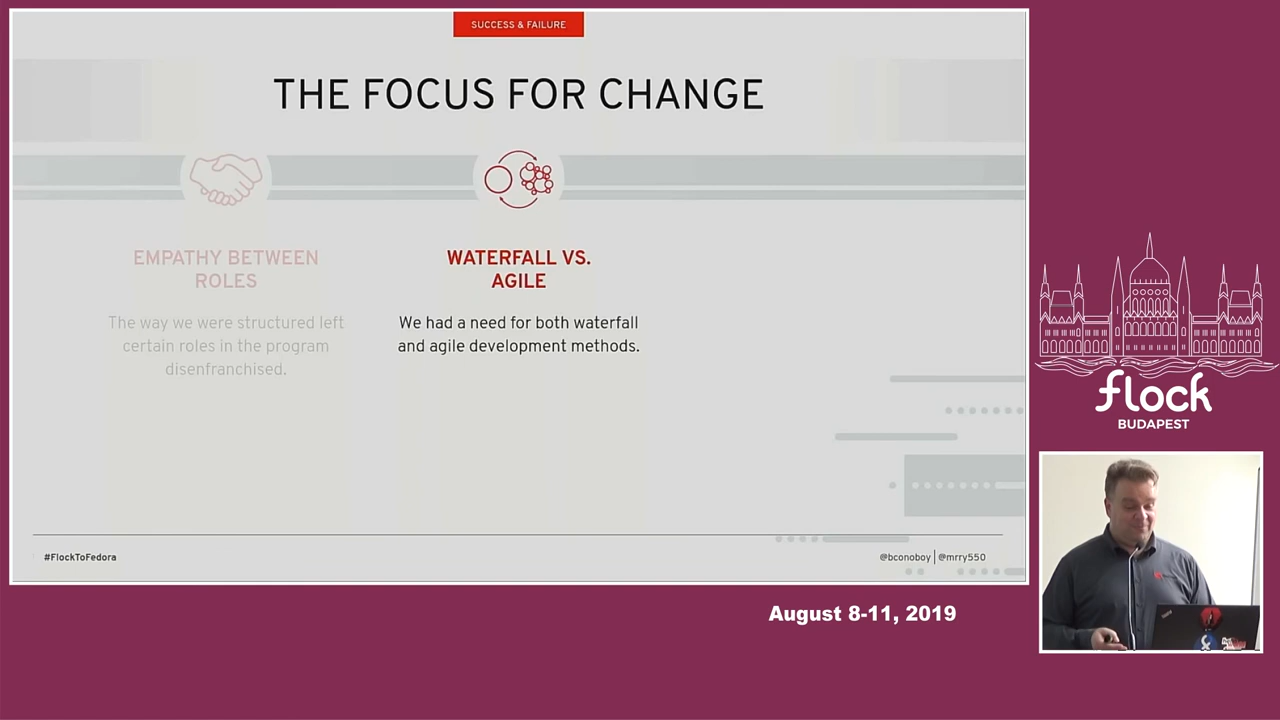 SUCCESS & FAILURE
THE FOCUS FOR CHANGE
EMPATHY BETWEEN
ROLES
The way we were structured left
certain roles in the program
disenfranchised.
WATERFALL VS.
AGILE
We had a need for both waterfall
and agile development methods.
#FlockToFedora
@bconoboy | @mrry550
flock
BUDAPEST
August 8-11, 2019